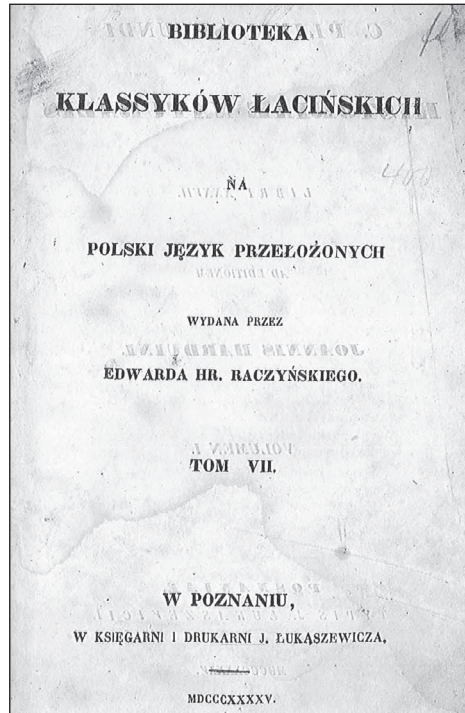 BIBLIOTEKA
KLASSYKÓW ŁACIŃSKICH
NA
POLSKI JĘZYK PRZEŁOŻONYCH
WYDANA PRZEZ
EDWARDA HR. RACZYŃSKIEGO.
TOM VII.
W POZNANIU,
W KSIĘGARNI I DRUKARNI J. ŁUKASZEWICZA,
MDCCCXXXXV.